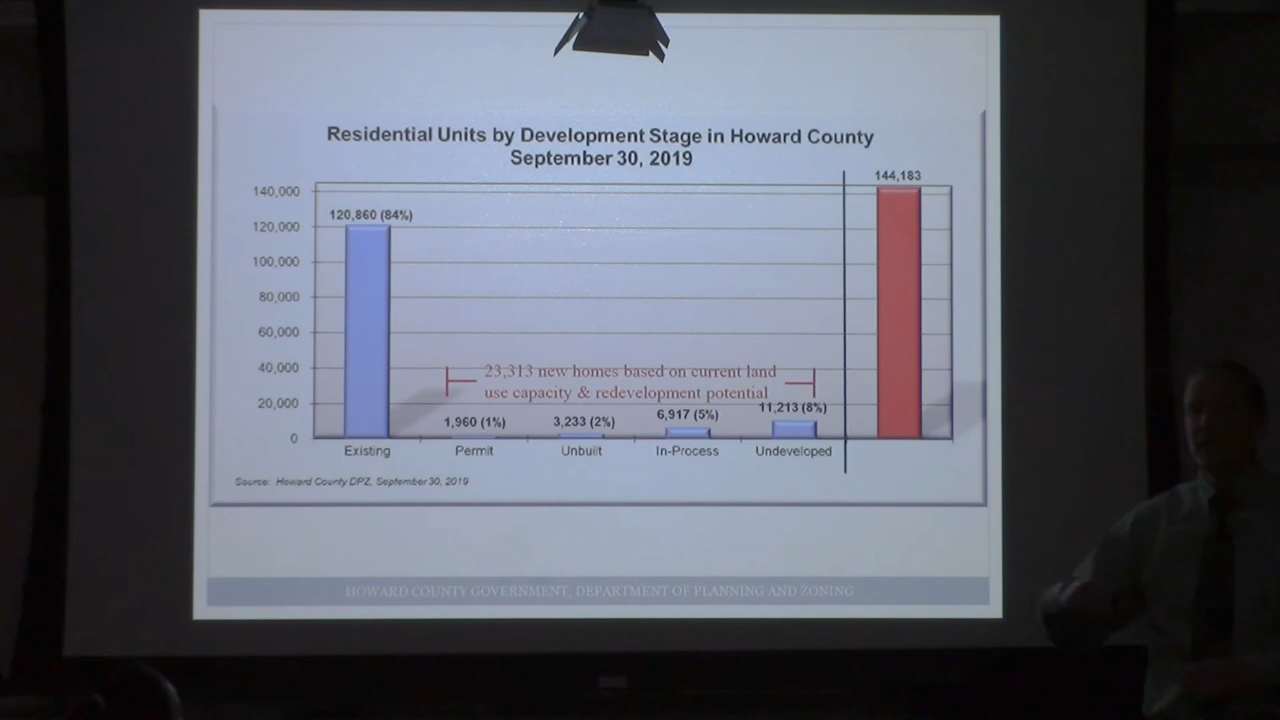 Residential Units by Development Stage in Howard County
September 30, 2019
144,183
140,000
120,860 (84%)
120,000
100,000
80,000
60,000
40,000
23,313 new homes based on current land
use capacity & redevelopment potential
20,000
1,960 (1%)
3,233 (2%)
6,917 (5%)
11,213 (8%)
0
Existing
Permit
Unbuilt
In-Process
Undeveloped
Source: Howard County DPZ, September 30, 2019
HOWARD COUNTY GOVERNMENT, DEPARTMENT OF PLANNING AND ZONING